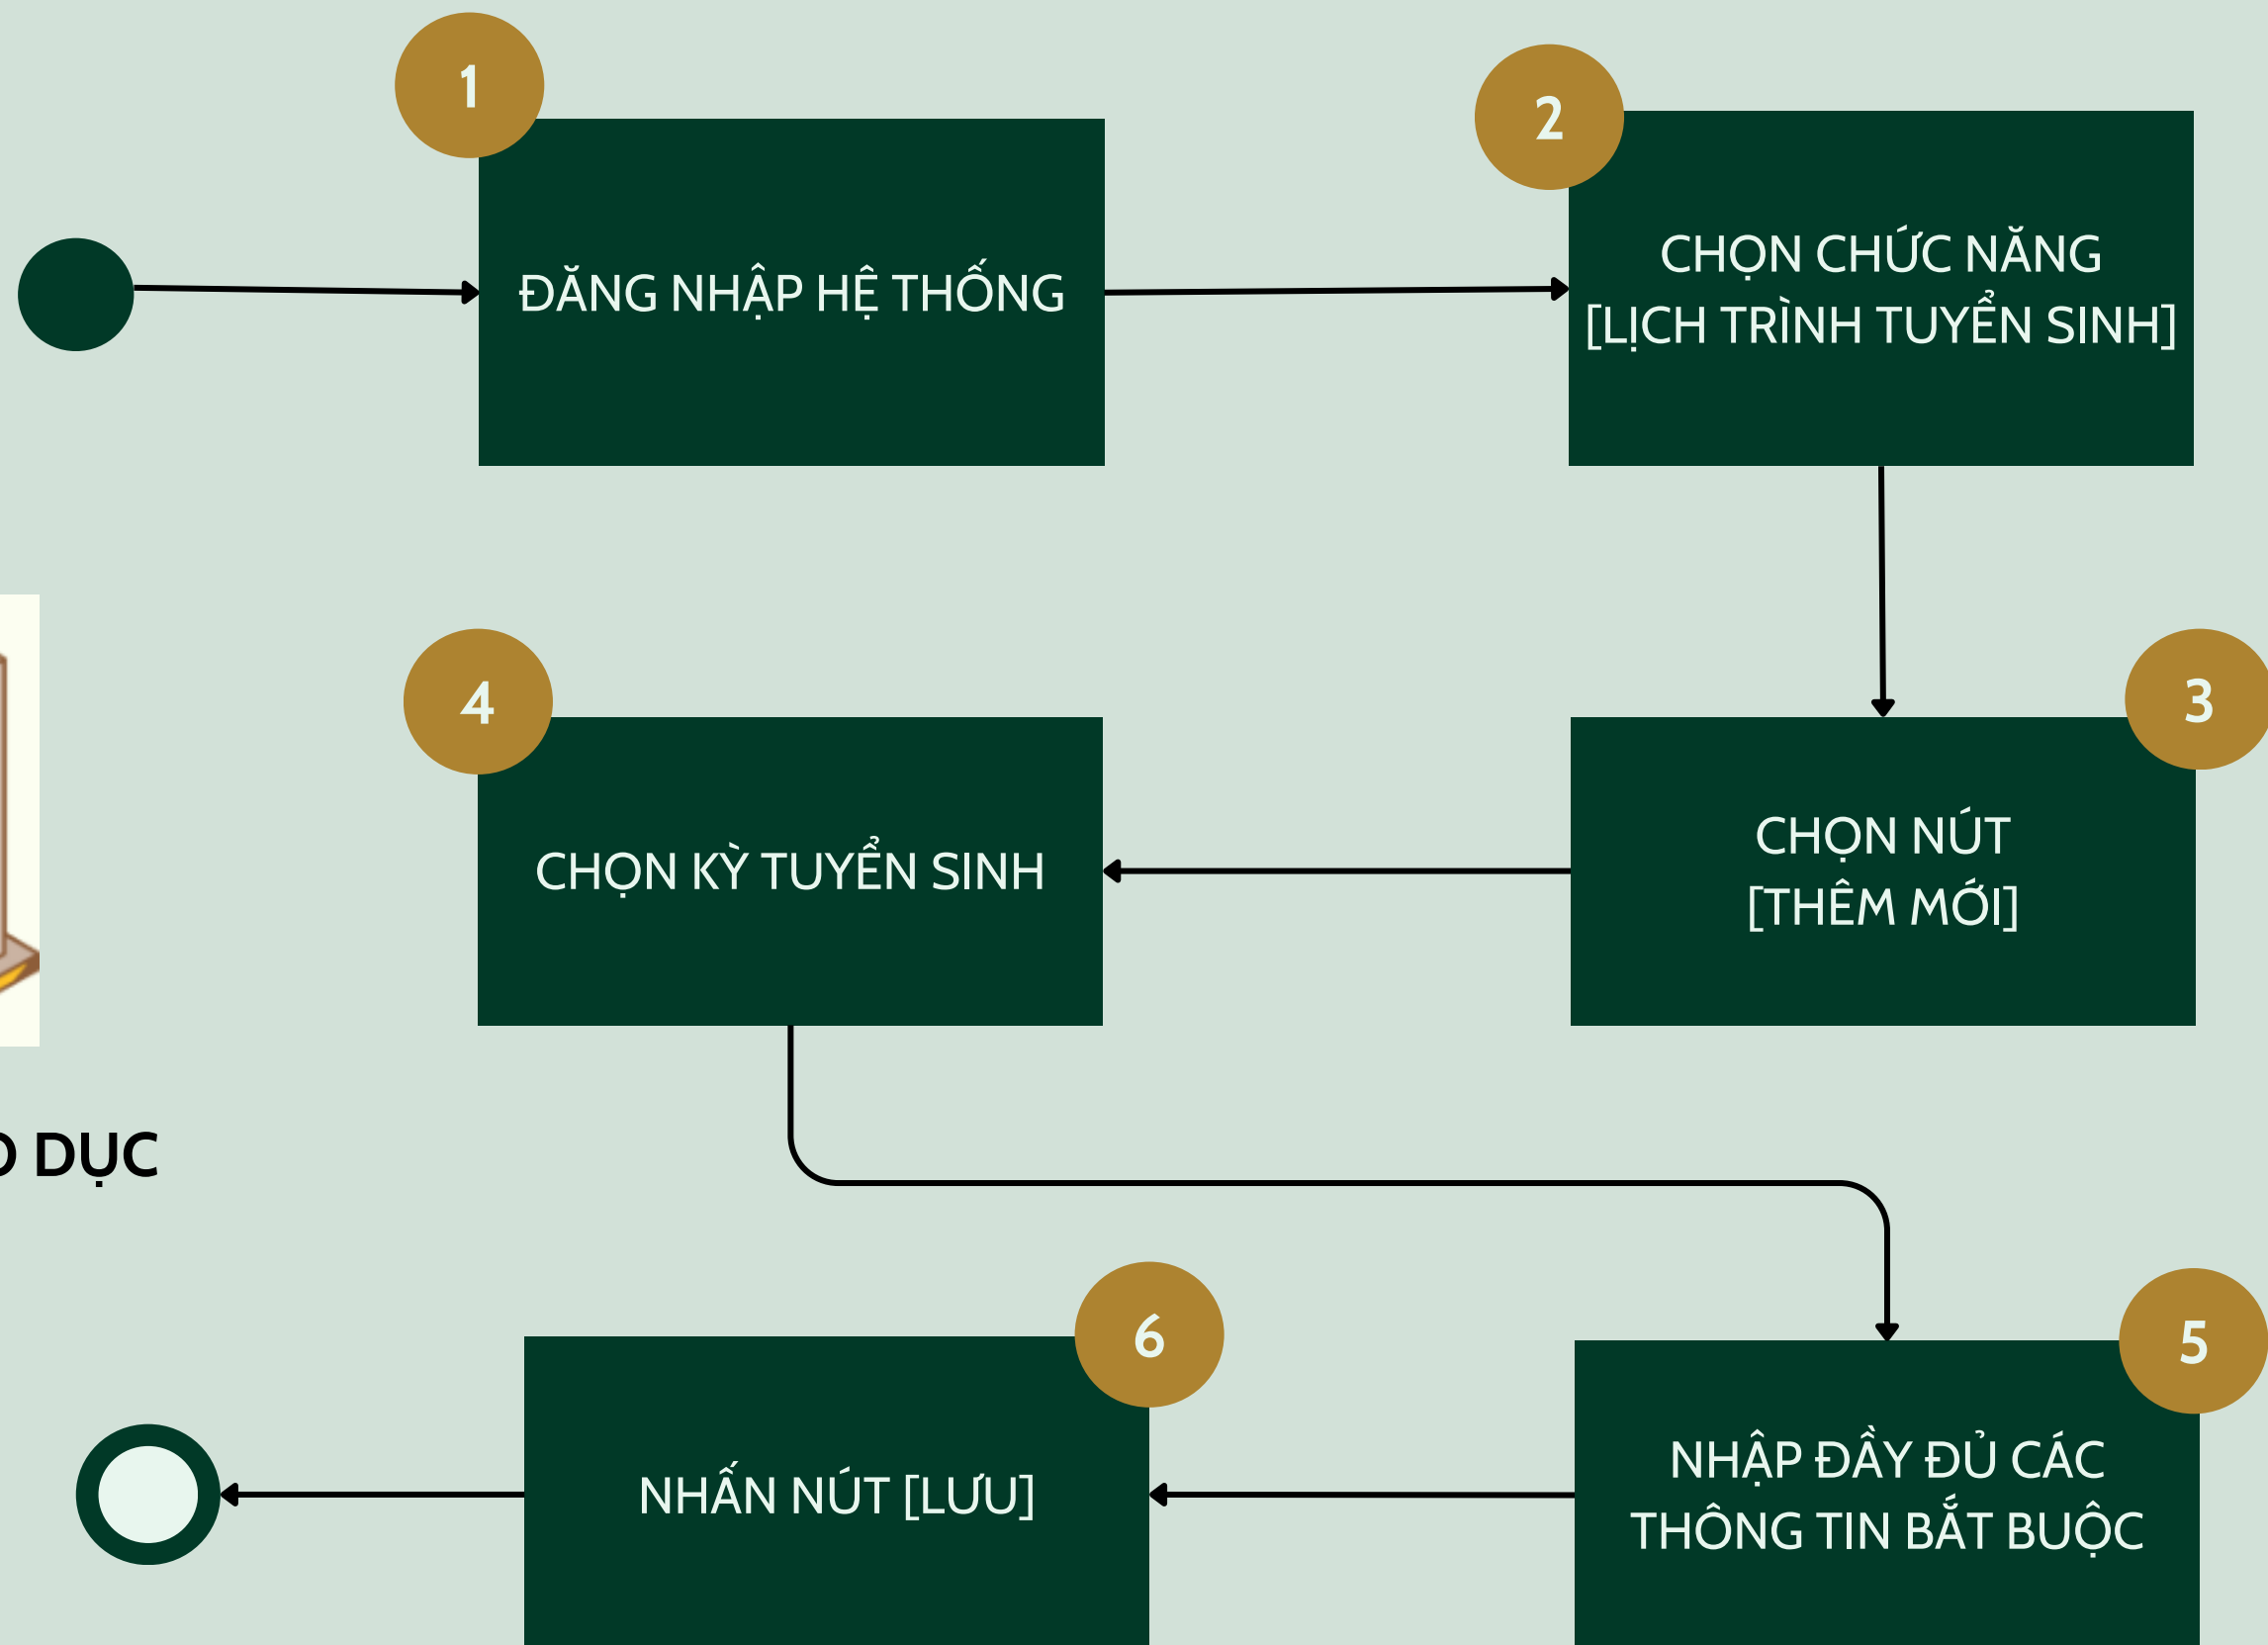 1
ĐĂNG NHẬP HỆ THỐNG
2
CHỌN CHỨC NĂNG
[LỊCH TRÌNH TUYỂN SINH]
3
CHỌN NÚT
[THÊM MỚI]
4
CHỌN KỲ TUYỂN SINH
DỤC
5
NHẬP ĐẦY ĐỦ CÁC
THÔNG TIN BẮT BUỘC
6
NHẤN NÚT [LƯU]